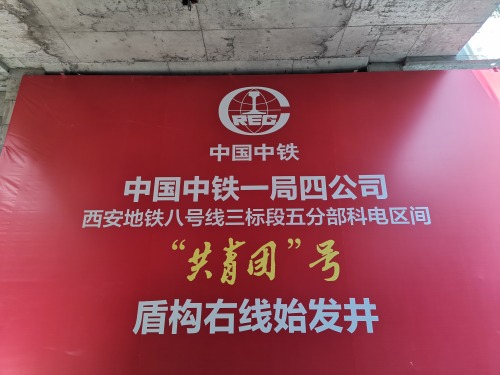 CREC
中国中铁
中国中铁一局四公司
西安地铁八号线三标段五分部科电区间
“共青团”号
盾构右线始发井